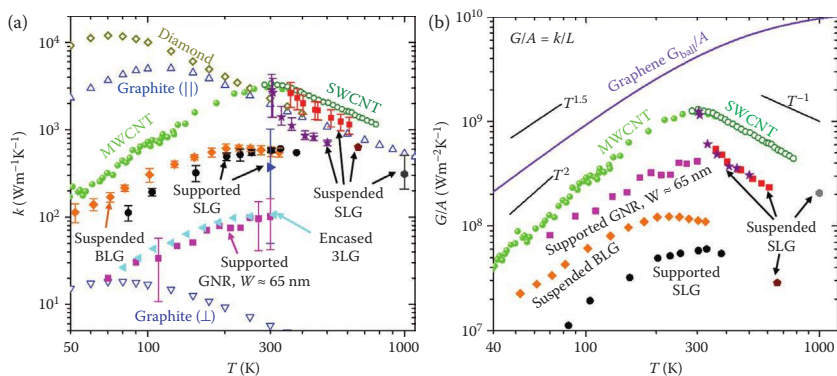 (a)
10⁴
10³
10²
10¹
k (Wm⁻¹K⁻¹)
Diamond
Graphite (||)
MWCNT
SWCNT
Supported
SLG
Suspended
SLG
Suspended
BLG
Encased
3LG
Supported
GNR, W ≈ 65 nm
Graphite (⊥)
50
100
300
1000
T (K)
(b)
10¹⁰
10⁹
10⁸
10⁷
G/A (Wm⁻²K⁻¹)
G/A = k/L
Graphene G_ball/A
T¹·⁵
T⁻¹
MWCNT
SWCNT
T²
Supported GNR, W ≈ 65 nm
Suspended BLG
Suspended
SLG
Supported
SLG
40
100
300
1000
T (K)